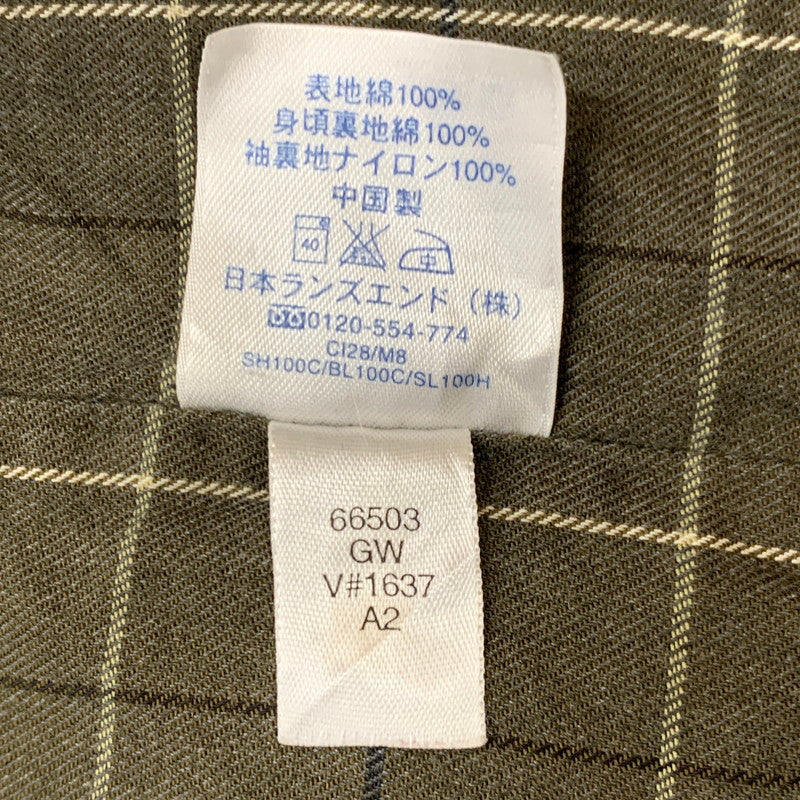 表地綿100%
身頃裏地綿100%
袖裏地ナイロン100%
中国製
40 中
日本ランズエンド（株）
0120-554-774
CI28/M8
SH100C/BL100C/SL100H
66503
GW
V#1637
A2